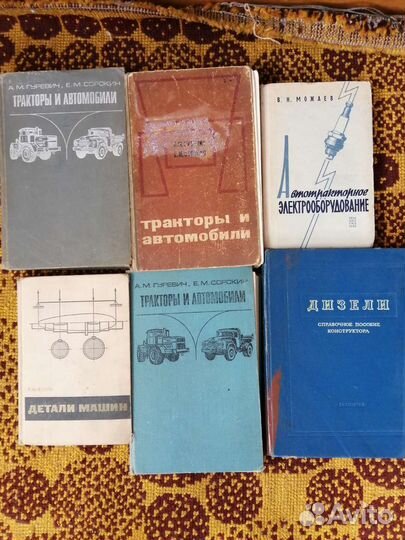 А.М.ГУРЕВИЧ, Е.М.СОРОКИН
ТРАКТОРЫ И АВТОМОБИЛИ
тракторы и
автомобили
В. Н. МОЖАЕВ
Автотракторное
ЭЛЕКТРООБОРУДОВАНИЕ
ДЕТАЛИ МАШИН
А.М.ГУРЕВИЧ, Е.М.СОРОКИН
ТРАКТОРЫ И АВТОМОБИЛИ
ДИЗЕЛИ
СПРАВОЧНОЕ ПОСОБИЕ
КОНСТРУКТОРА
Avito